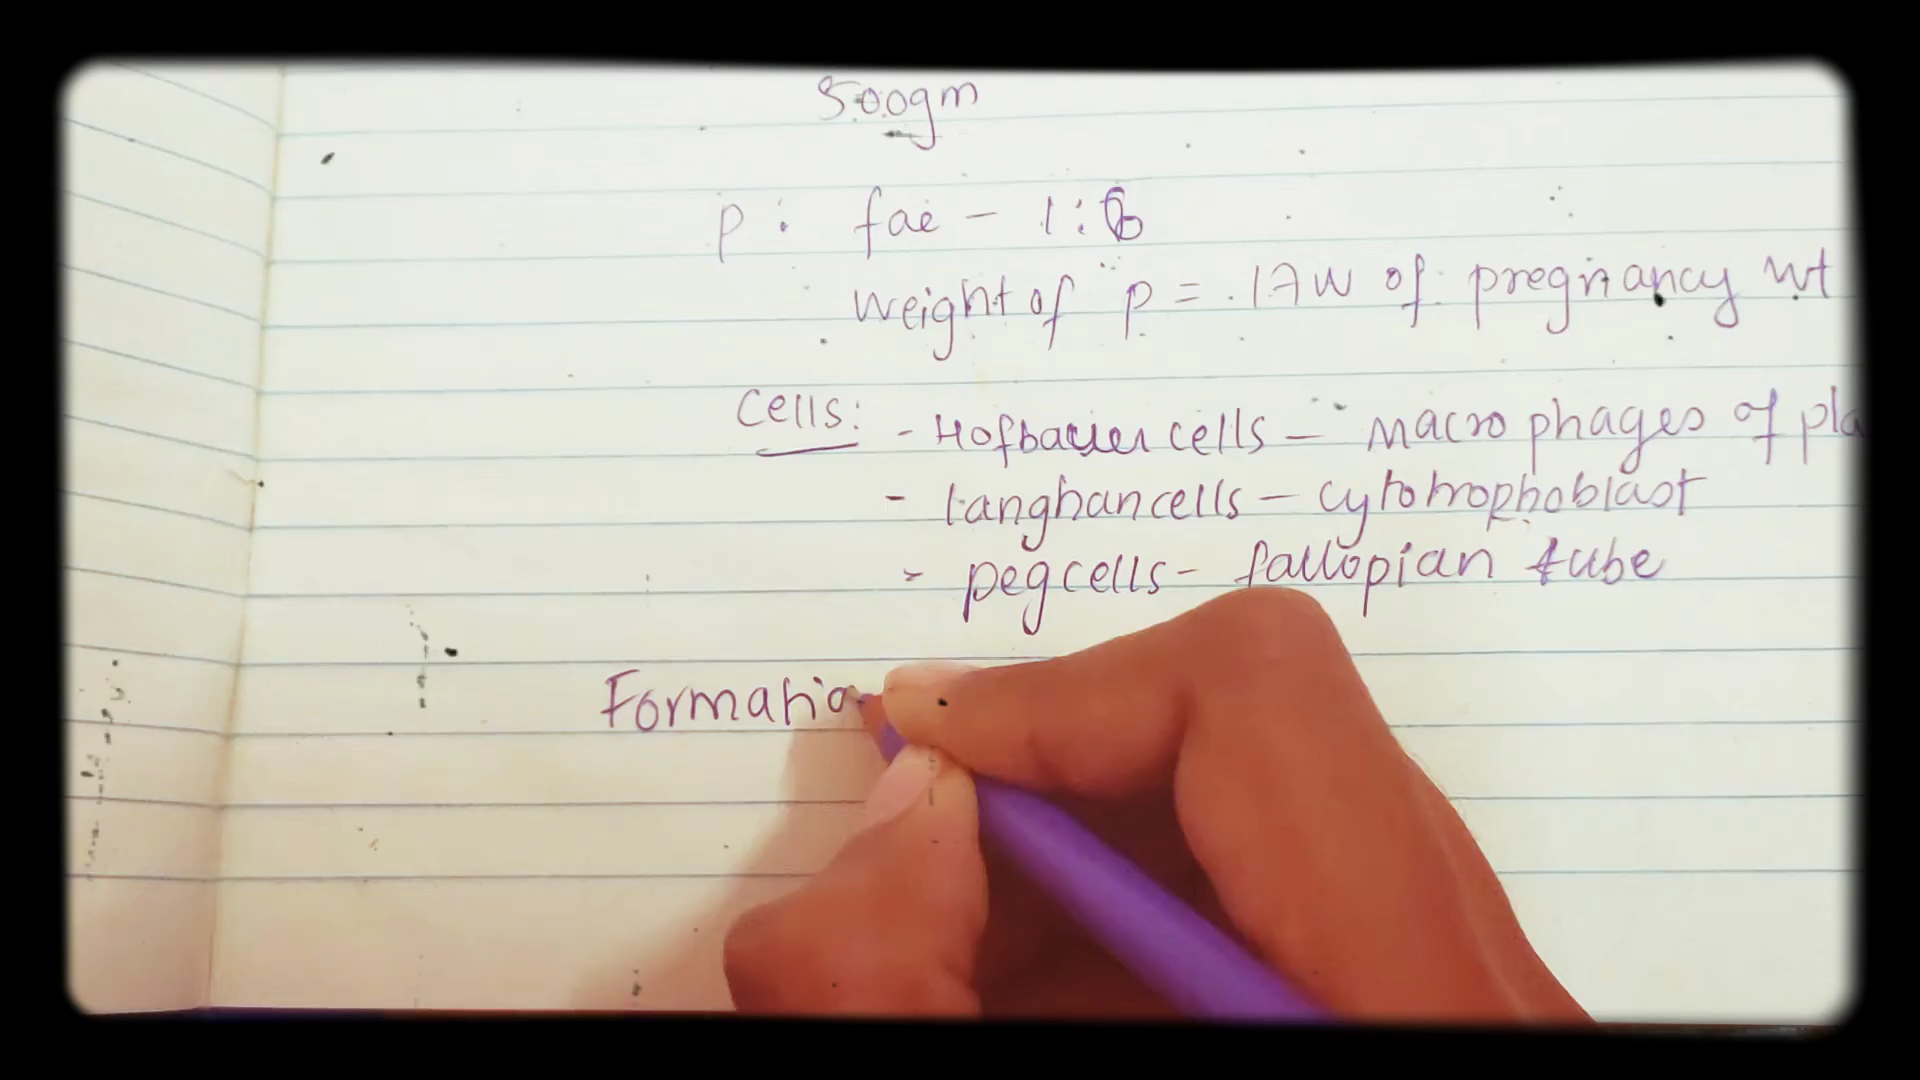 500gm
p: fae - 1:6
weight of p = .17W of pregnancy wt
Cells: - Hofbauer cells - macrophages of pla
- langhancells - cytotrophoblast
- pegcells - fallopian tube
Formatio